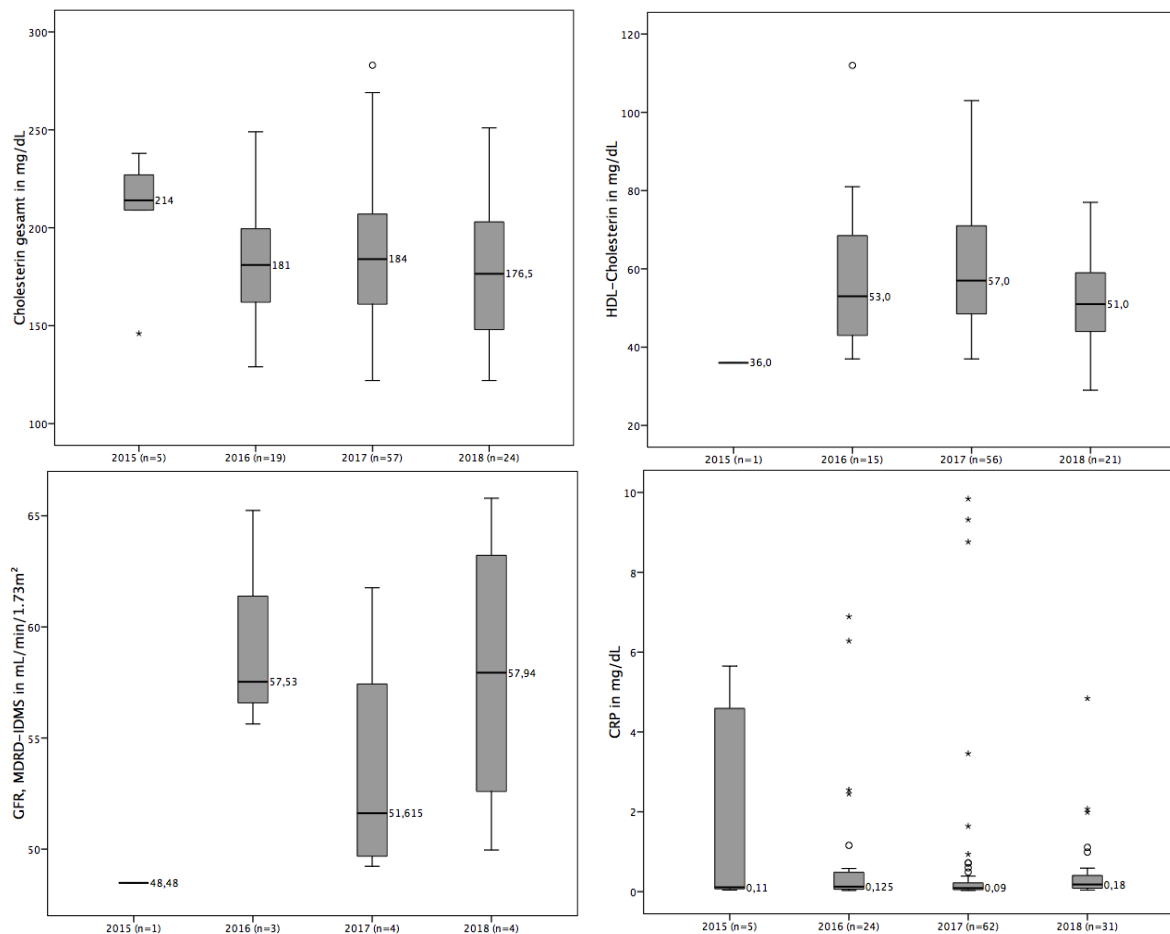 Cholesterin gesamt in mg/dL
300
250
200
150
100
214
181
184
176,5
2015 (n=5)
2016 (n=19)
2017 (n=57)
2018 (n=24)
HDL-Cholesterin in mg/dL
120
100
80
60
40
20
36,0
53,0
57,0
51,0
2015 (n=1)
2016 (n=15)
2017 (n=56)
2018 (n=21)
GFR, MDRD-IDMS in mL/min/1.73m²
65
60
55
50
48,48
57,53
51,615
57,94
2015 (n=1)
2016 (n=3)
2017 (n=4)
2018 (n=4)
CRP in mg/dL
10
8
6
4
2
0
0,11
0,125
0,09
0,18
2015 (n=5)
2016 (n=24)
2017 (n=62)
2018 (n=31)